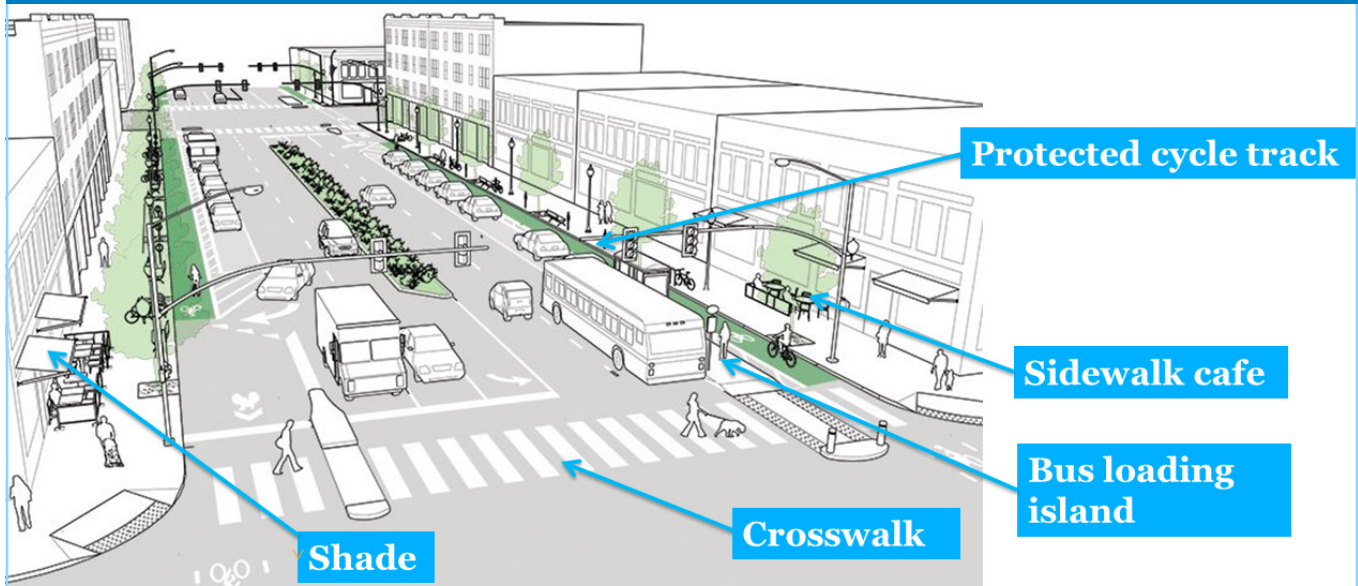 Protected cycle track
Sidewalk cafe
Bus loading
island
Crosswalk
Shade